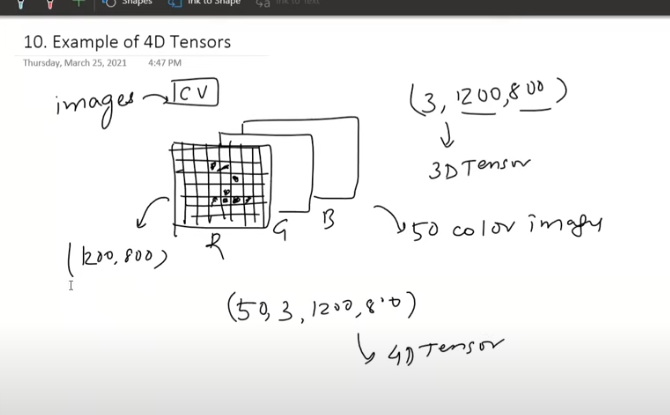 Shapes
Ink to Shape
Ink to Text
10. Example of 4D Tensors
Thursday, March 25, 2021 4:47 PM
images → CV
(3, 1200, 800)
3D Tensor
R G B
50 color images
(1200, 800)
(50, 3, 1200, 800)
4D Tensor